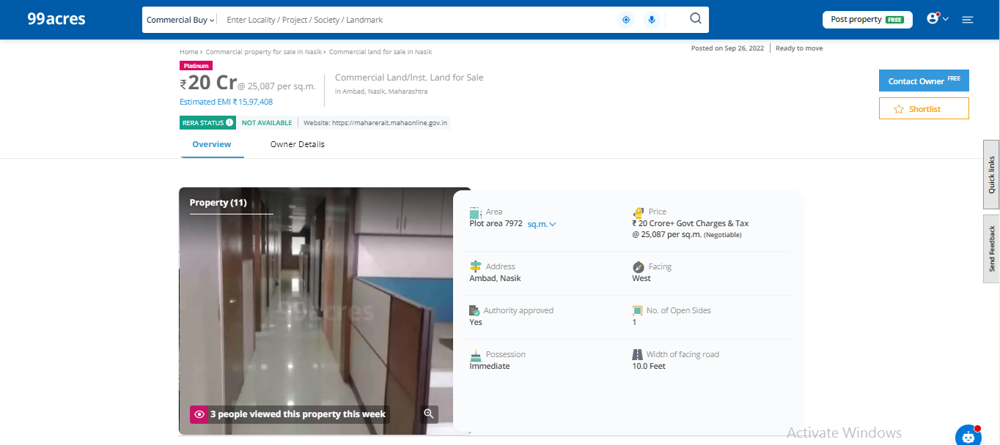 99acres
Commercial Buy
Enter Locality / Project / Society / Landmark
Post property FREE
Home › Commercial property for sale in Nasik › Commercial land for sale in Nasik
Posted on Sep 26, 2022 | Ready to move
Platinum
₹20 Cr @ 25,087 per sq.m.
Commercial Land/Inst. Land for Sale
in Ambad, Nasik, Maharashtra
Estimated EMI ₹15,97,408
Contact Owner FREE
Shortlist
RERA STATUS NOT AVAILABLE Website: https://maharerait.mahaonline.gov.in
Overview
Owner Details
Quick links
Send Feedback
Property (11)
99acres
3 people viewed this property this week
Area
Plot area 7972 sq.m.
Price
₹ 20 Crore+ Govt Charges & Tax
@ 25,087 per sq.m. (Negotiable)
Address
Ambad, Nasik
Facing
West
Authority approved
Yes
No. of Open Sides
1
Possession
Immediate
Width of facing road
10.0 Feet
Activate Windows